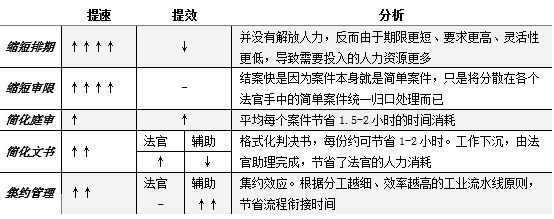 提速 提效 分析
缩短排期 ↑↑↑↑ ↓ 并没有解放人力，反而由于期限更短、要求更高、灵活性
更低，导致需要投入的人力资源更多
缩短审限 ↑↑↑↑ - 结案快是因为案件本身就是简单案件，只是将分散在各个
法官手中的简单案件统一归口处理而已
简化庭审 ↑ ↑ 平均每个案件节省 1.5-2 小时的时间消耗
简化文书 ↑↑ 法官 辅助 格式化判决书，每份约可节省 1-2 小时。工作下沉，由法
↑ ↓ 官助理完成，节省了法官的人力消耗
集约管理 ↑↑ 法官 辅助 集约效应。根据分工越细、效率越高的工业流水线原则，
- ↑↑ 节省流程衔接时间